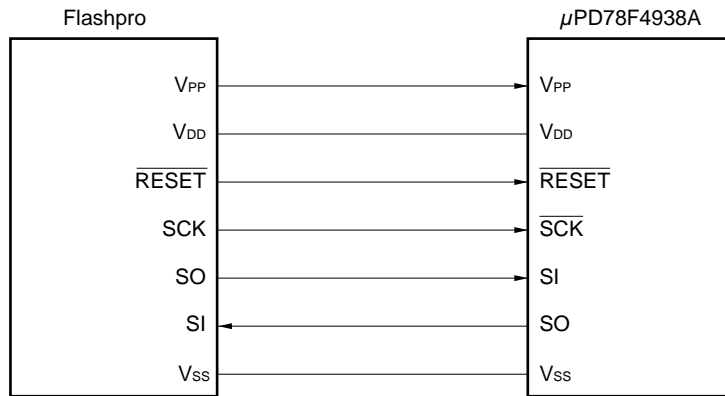 Flashpro
µPD78F4938A
VPP
VPP
VDD
VDD
RESET
RESET
SCK
SCK
SO
SI
SI
SO
VSS
VSS